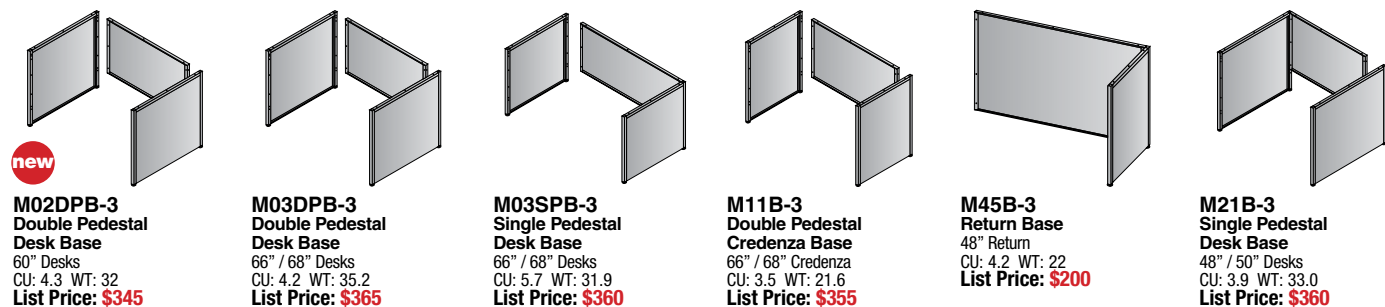 new
M02DPB-3
Double Pedestal
Desk Base
60” Desks
CU: 4.3 WT: 32
List Price: $345
M03DPB-3
Double Pedestal
Desk Base
66” / 68” Desks
CU: 4.2 WT: 35.2
List Price: $365
M03SPB-3
Single Pedestal
Desk Base
66” / 68” Desks
CU: 5.7 WT: 31.9
List Price: $360
M11B-3
Double Pedestal
Credenza Base
66” / 68” Credenza
CU: 3.5 WT: 21.6
List Price: $355
M45B-3
Return Base
48” Return
CU: 4.2 WT: 22
List Price: $200
M21B-3
Single Pedestal
Desk Base
48” / 50” Desks
CU: 3.9 WT: 33.0
List Price: $360